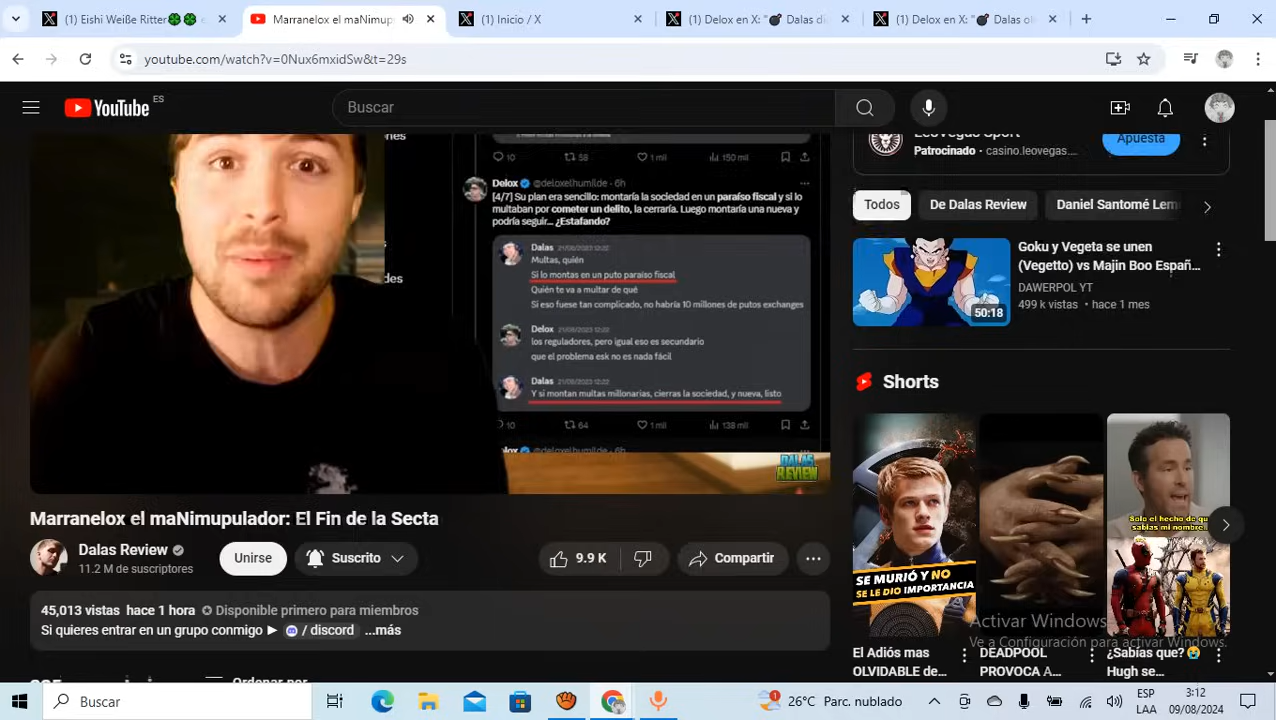 (1) Eishi Weiße Ritter🍀🍀 e
Marranelox el maNimup
(1) Inicio / X
(1) Delox en X: "💣 Dalas di
(1) Delox en X: "💣 Dalas ol
youtube.com/watch?v=0Nux6mxidSw&t=29s
YouTube ES
Buscar
10 58 1 mil 150 mil
Delox @deloxelhumilde · 6h
[4/7] Su plan era sencillo: montaría la sociedad en un paraíso fiscal y si lo
multaban por cometer un delito, la cerraría. Luego montaría una nueva y
podría seguir... ¿Estafando?
Dalas 21/08/2023 12:22
Multas, quién
Si lo montas en un puto paraiso fiscal
Quién te va a multar de qué
Si eso fuese tan complicado, no habría 10 millones de putos exchanges
Delox 21/08/2023 12:22
los reguladores, pero igual eso es secundario
que el problema esk no es nada fácil
Dalas 21/08/2023 12:22
Y si montan multas millonarias, cierras la sociedad, y nueva, listo
10 64 1 mil 138 mil
@deloxelhumilde · 6h
DALAS
REVIEW
Marranelox el maNimupulador: El Fin de la Secta
Dalas Review
11.2 M de suscriptores
Unirse
Suscrito
9.9 K
Compartir
45,013 vistas hace 1 hora Disponible primero para miembros
Si quieres entrar en un grupo conmigo ► / discord ...más
Ordenar por
LeoVegas Sport
Patrocinado · casino.leovegas....
Apuesta
Todos
De Dalas Review
Daniel Santomé Lem
Goku y Vegeta se unen
(Vegetto) vs Majin Boo Españ...
DAWERPOL YT
499 k vistas · hace 1 mes
50:18
Shorts
SE MURIÓ Y NO
SE LE DIO IMPORTANCIA
Solo el hecho de qu
sabías mi nombre..
El Adiós mas
OLVIDABLE de...
DEADPOOL
PROVOCA A...
¿Sabías que?😭
Hugh se...
Activar Windows
Ve a Configuración para activar Windows.
Buscar
1
26°C Parc. nublado
ESP
LAA
3:12
09/08/2024